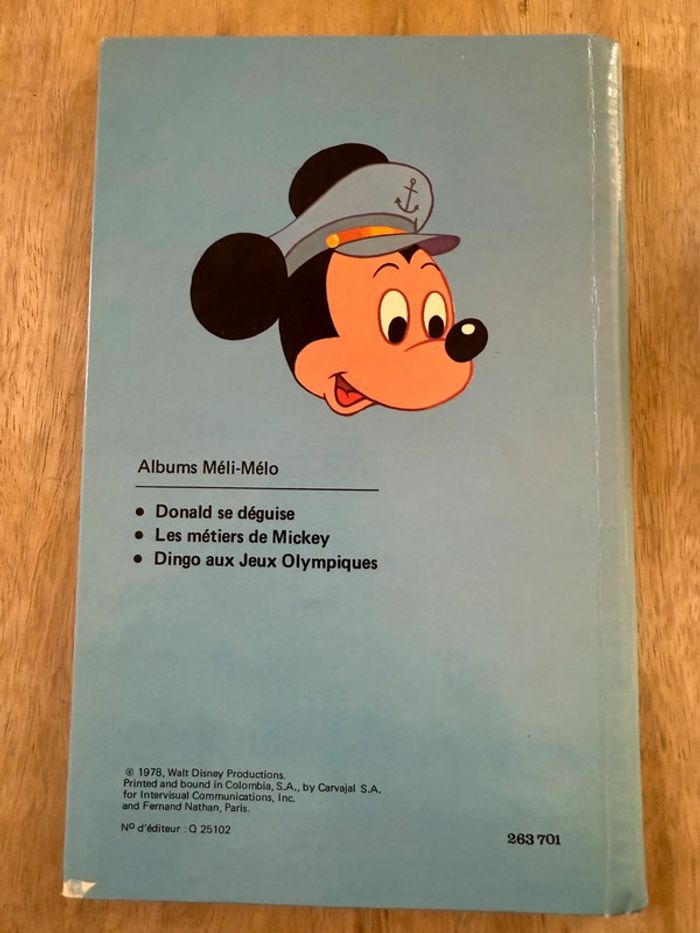 Albums Méli-Mélo
• Donald se déguise
• Les métiers de Mickey
• Dingo aux Jeux Olympiques
© 1978, Walt Disney Productions.
Printed and bound in Colombia, S.A., by Carvajal S.A.
for Intervisual Communications, Inc.
and Fernand Nathan, Paris.
Nº d'éditeur : Q 25102
263 701